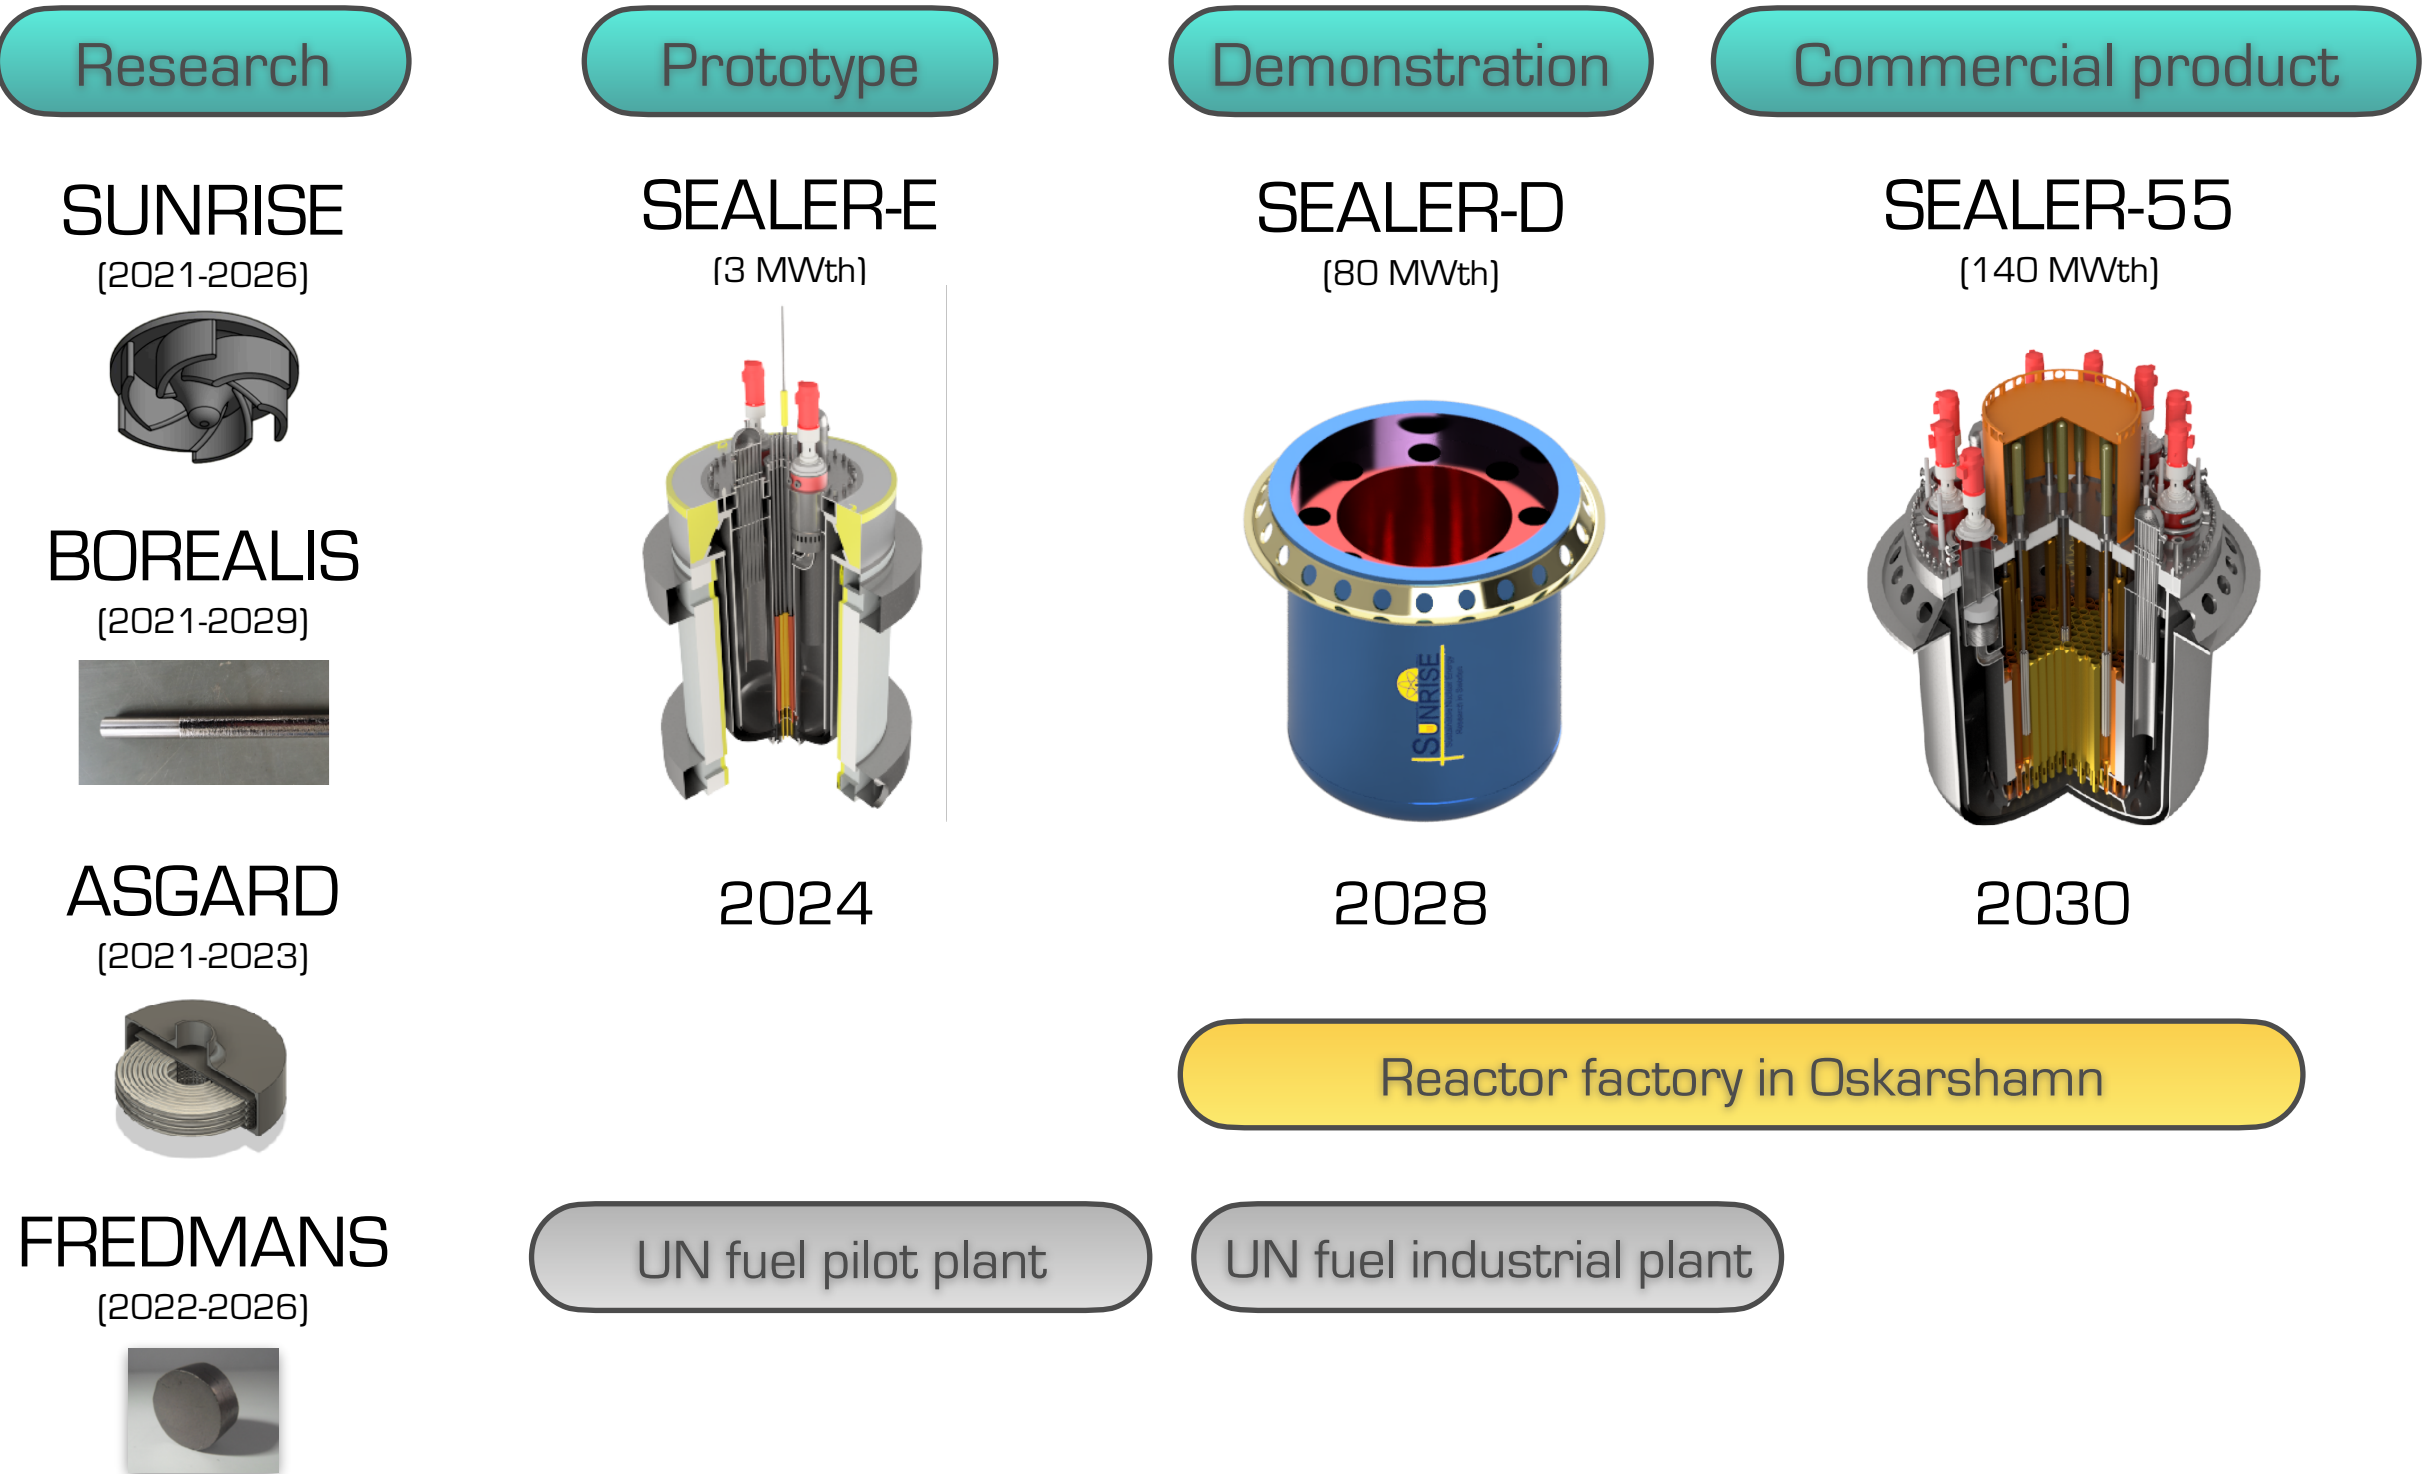 Research
Prototype
Demonstration
Commercial product
SUNRISE
(2021-2026)
BOREALIS
(2021-2029)
ASGARD
(2021-2023)
FREDMANS
(2022-2026)
SEALER-E
(3 MWth)
2024
SEALER-D
(80 MWth)
SUNRISE
2028
SEALER-55
(140 MWth)
2030
Reactor factory in Oskarshamn
UN fuel pilot plant
UN fuel industrial plant